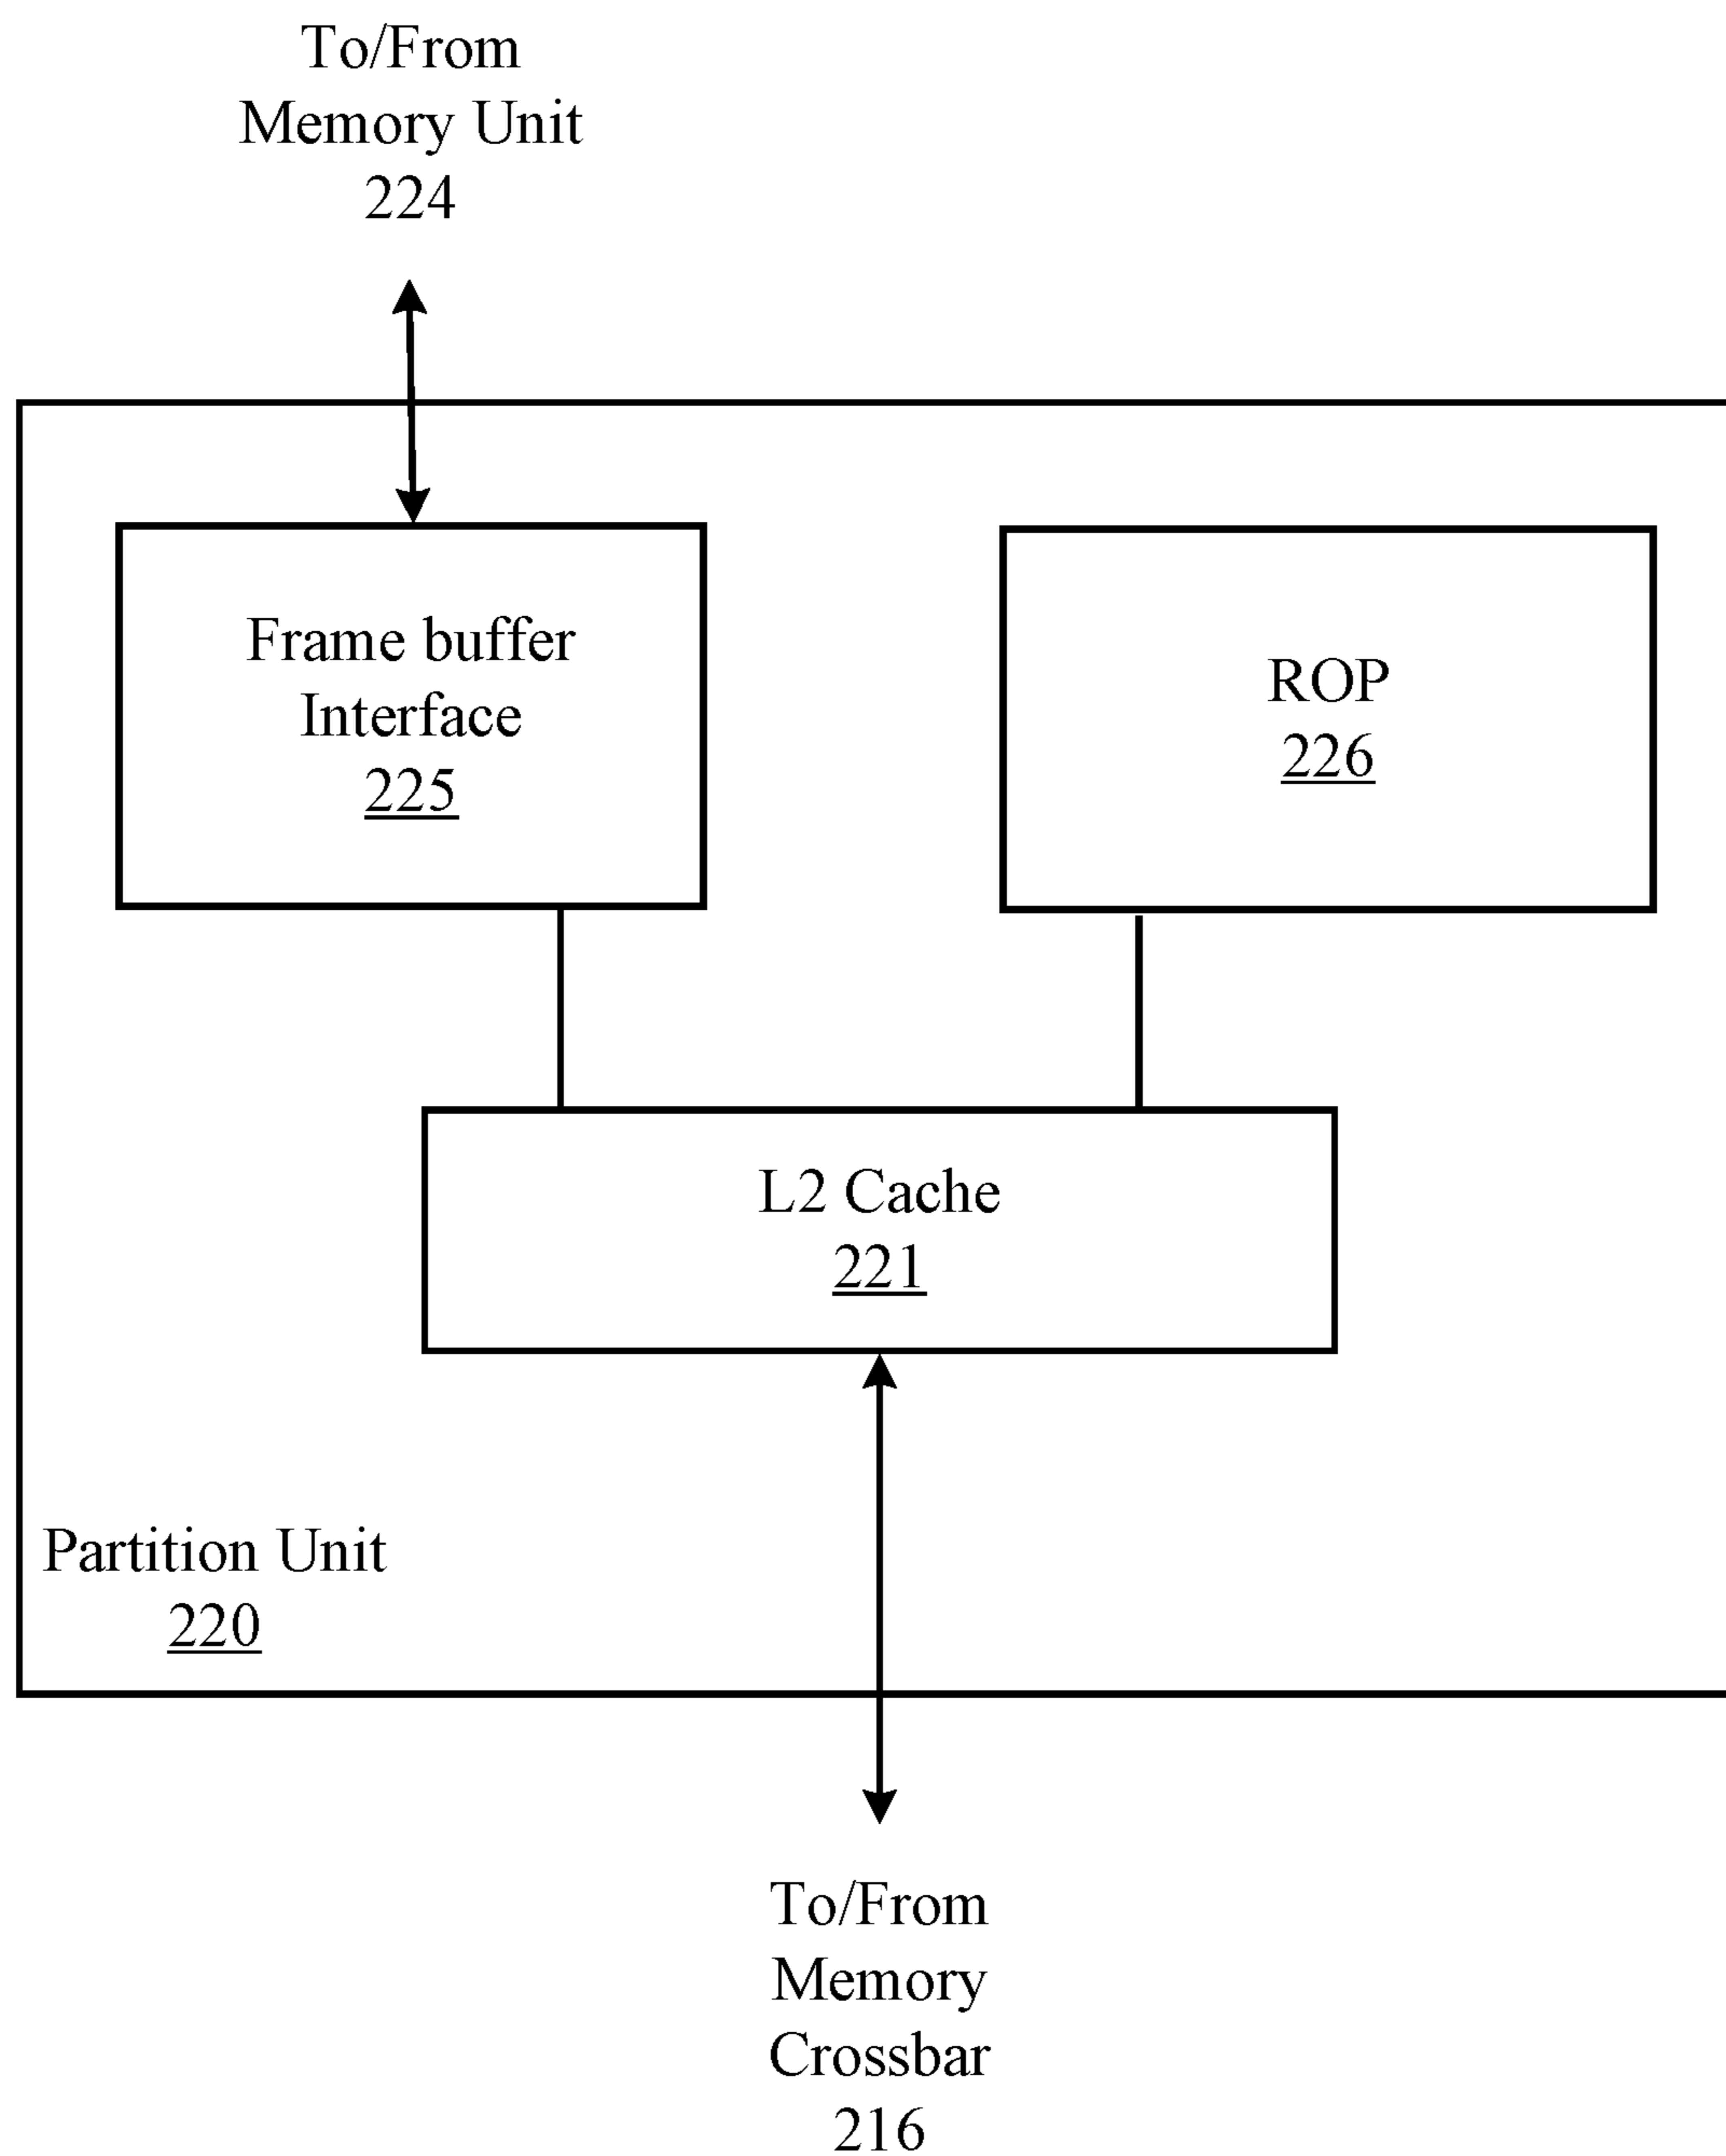 To/From
Memory Unit
224
Frame buffer
Interface
225
ROP
226
L2 Cache
221
Partition Unit
220
To/From
Memory
Crossbar
216